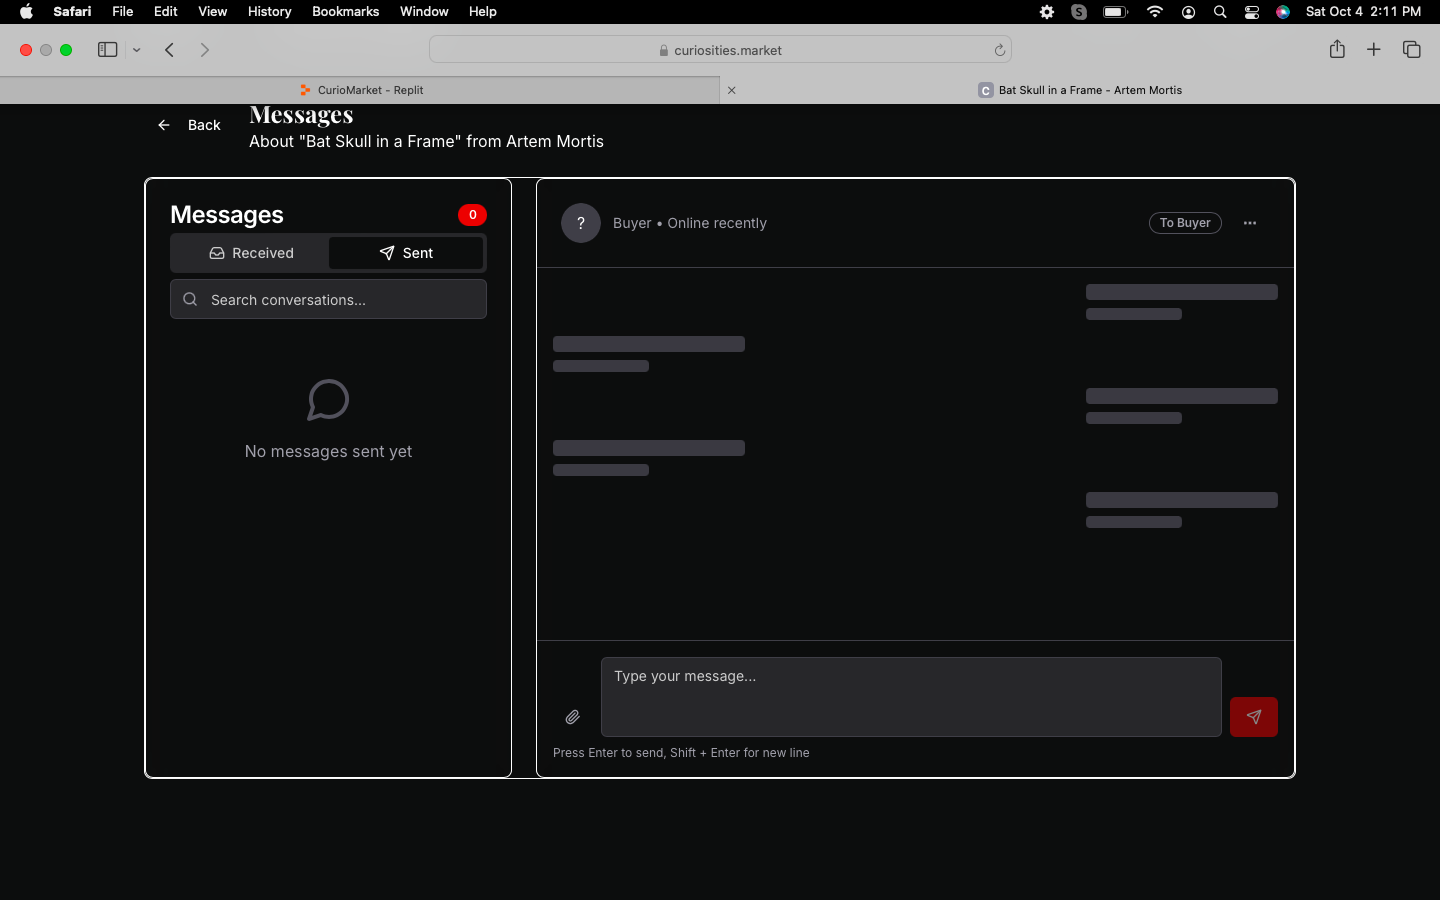 Safari File Edit View History Bookmarks Window Help S Sat Oct 4 2:11 PM
curiosities.market
CurioMarket - Replit
C Bat Skull in a Frame - Artem Mortis
Back
Messages
About "Bat Skull in a Frame" from Artem Mortis
Messages
0
Received
Sent
Search conversations...
No messages sent yet
?
Buyer • Online recently
To Buyer
Type your message...
Press Enter to send, Shift + Enter for new line